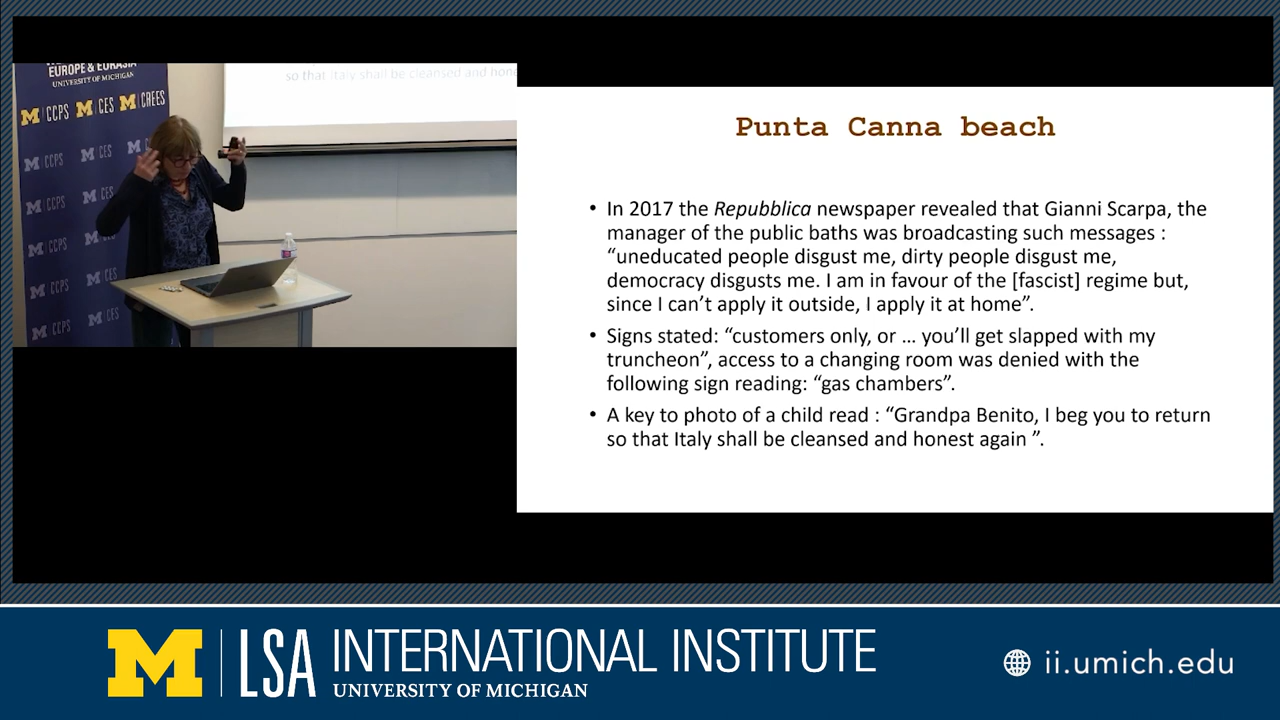 EUROPE & EURASIA
UNIVERSITY OF MICHIGAN
M CCPS M CES M CREES
M CCPS M CES
M CCPS M CES
M CCPS M CES
M CCPS M CES
M CCPS M CES
so that Italy shall be cleansed and hone
Punta Canna beach
• In 2017 the Repubblica newspaper revealed that Gianni Scarpa, the
manager of the public baths was broadcasting such messages :
“uneducated people disgust me, dirty people disgust me,
democracy disgusts me. I am in favour of the [fascist] regime but,
since I can’t apply it outside, I apply it at home”.
• Signs stated: “customers only, or … you’ll get slapped with my
truncheon”, access to a changing room was denied with the
following sign reading: “gas chambers”.
• A key to photo of a child read : “Grandpa Benito, I beg you to return
so that Italy shall be cleansed and honest again ”.
M LSA INTERNATIONAL INSTITUTE
UNIVERSITY OF MICHIGAN
ii.umich.edu